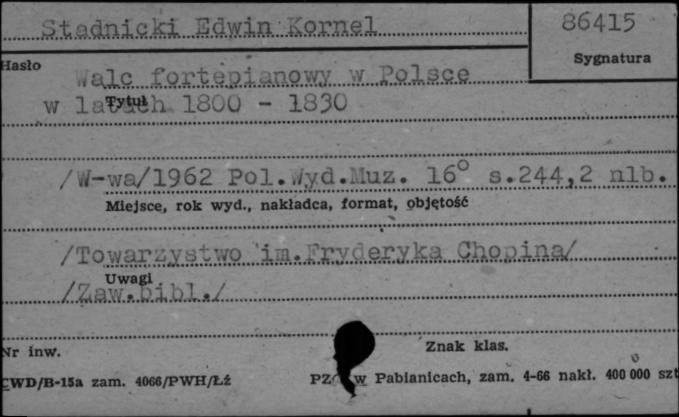 Stadnicki Edwin Kornel
86415
Sygnatura
Hasło
Walc fortepianowy w Polsce
w latach 1800 - 1830
Tytuł
/W-wa/1962 Pol.Wyd.Muz. 16° s.244,2 nlb.
Miejsce, rok wyd., nakładca, format, objętość
/Towarzystwo im.Fryderyka Chopina/
Uwagi
/Zaw.bibl./
Nr inw.
Znak klas.
CWD/B-15a zam. 4066/PWH/Łź
w Pabianicach, zam. 4-66 nakł. 400 000 szt